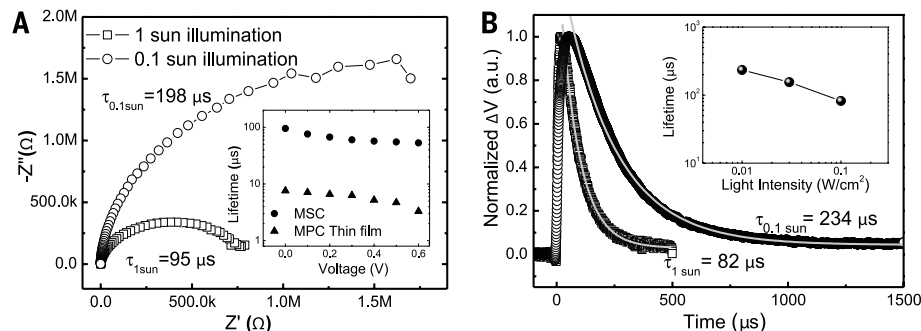 A
1 sun illumination
0.1 sun illumination
τ0.1sun=198 μs
τ1sun=95 μs
-Z''(Ω)
2.0M
1.5M
1.0M
500.0k
0.0
0.0 500.0k 1.0M 1.5M
Z' (Ω)
Lifetime (μs)
100
10
1
MSC
MPC Thin film
0.0 0.2 0.4 0.6
Voltage (V)
B
Normalized ΔV (a.u.)
1.0
0.8
0.6
0.4
0.2
0.0
τ0.1 sun = 234 μs
τ1 sun = 82 μs
0 500 1000 1500
Time (μs)
Lifetime (μs)
10³
10²
10¹
0.01 0.1
Light Intensity (W/cm²)